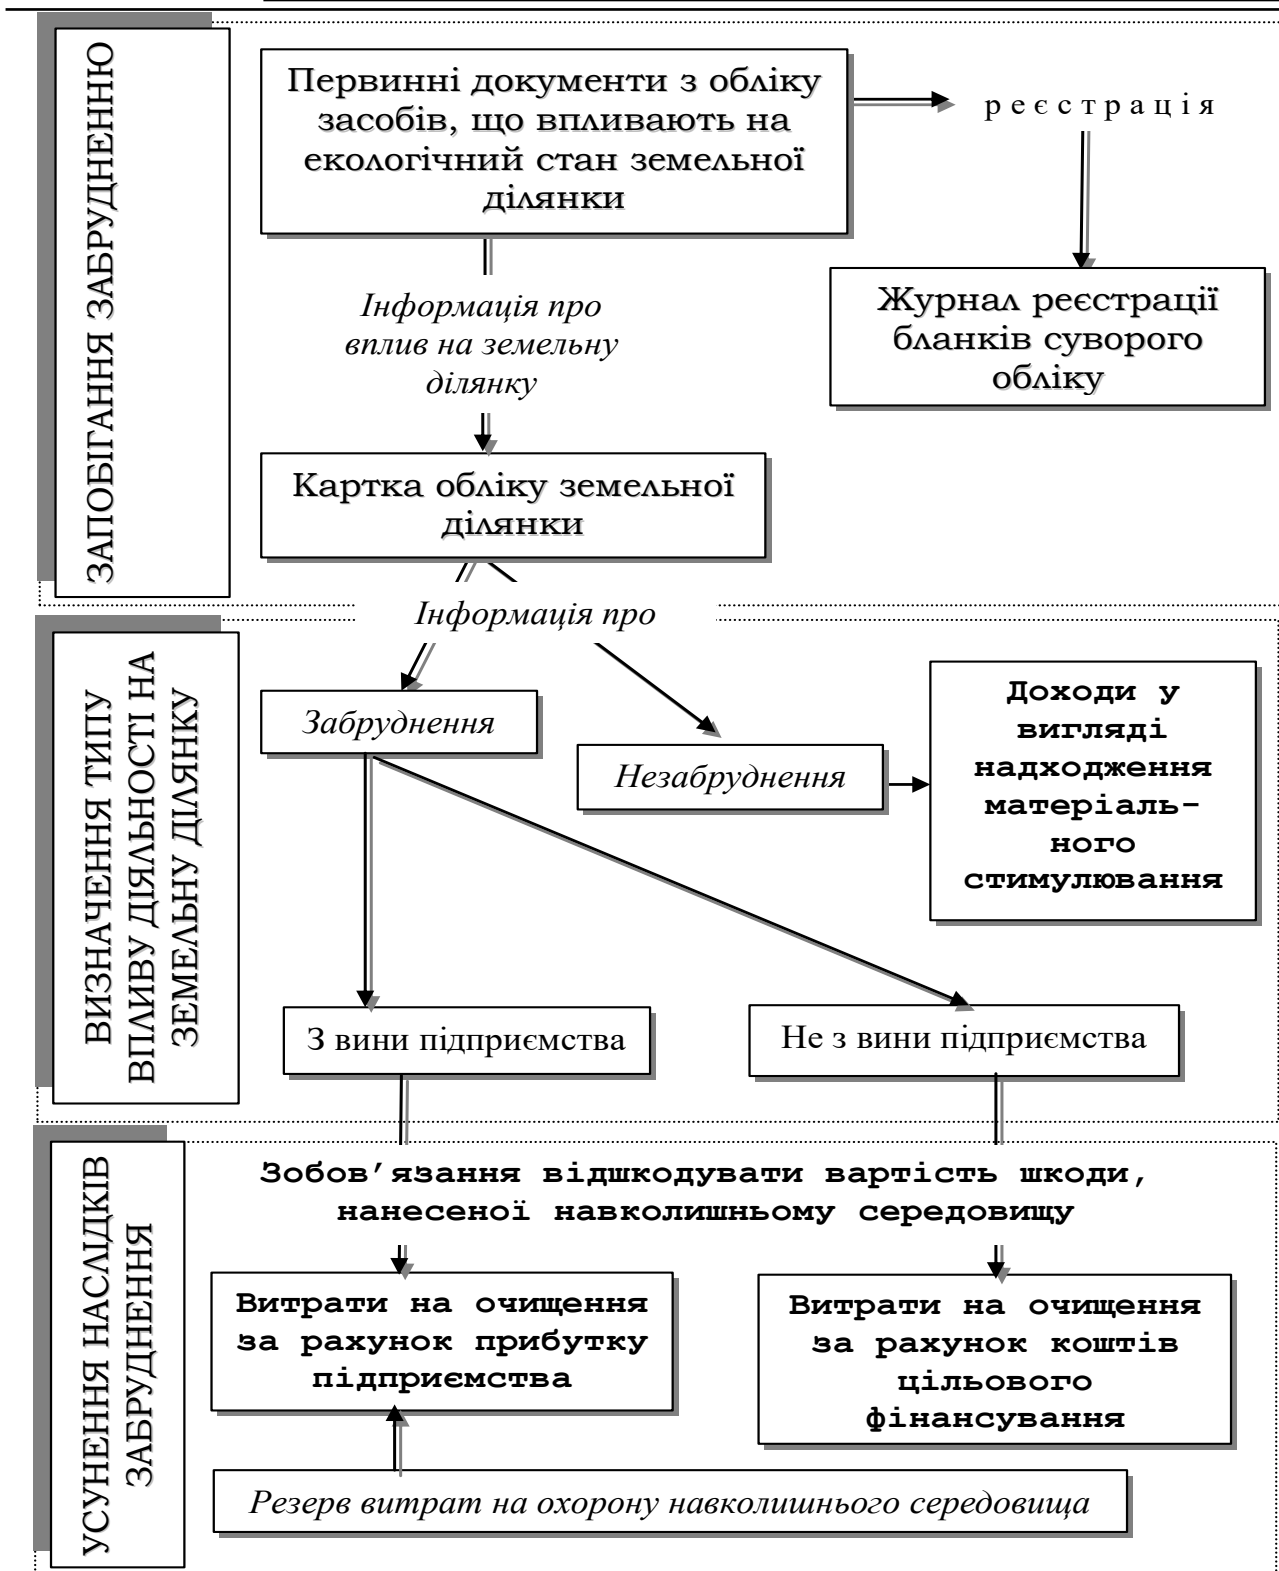 ЗАПОБІГАННЯ ЗАБРУДНЕННЮ
Первинні документи з обліку
засобів, що впливають на
екологічний стан земельної
ділянки
реєстрація
Інформація про
вплив на земельну
ділянку
Журнал реєстрації
бланків суворого
обліку
Картка обліку земельної
ділянки
Інформація про
ВИЗНАЧЕННЯ ТИПУ
ВПЛИВУ ДІЯЛЬНОСТІ НА
ЗЕМЕЛЬНУ ДІЛЯНКУ
Забруднення
Незабруднення
Доходи у
вигляді
надходження
матеріаль-
ного
стимулювання
З вини підприємства
Не з вини підприємства
УСУНЕННЯ НАСЛІДКІВ
ЗАБРУДНЕННЯ
Зобов’язання відшкодувати вартість шкоди,
нанесеної навколишньому середовищу
Витрати на очищення
за рахунок прибутку
підприємства
Витрати на очищення
за рахунок коштів
цільового
фінансування
Резерв витрат на охорону навколишнього середовища